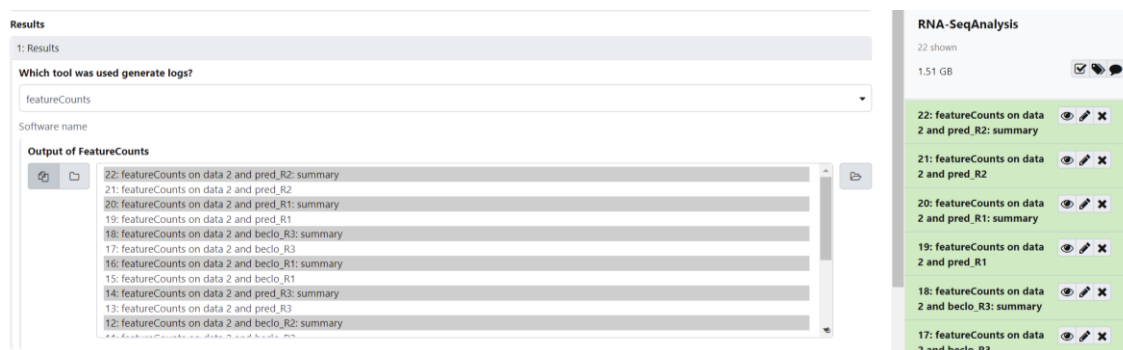 Results
1: Results
Which tool was used generate logs?
featureCounts
Software name
Output of FeatureCounts
22: featureCounts on data 2 and pred_R2: summary
21: featureCounts on data 2 and pred_R2
20: featureCounts on data 2 and pred_R1: summary
19: featureCounts on data 2 and pred_R1
18: featureCounts on data 2 and beclo_R3: summary
17: featureCounts on data 2 and beclo_R3
16: featureCounts on data 2 and beclo_R1: summary
15: featureCounts on data 2 and beclo_R1
14: featureCounts on data 2 and pred_R3: summary
13: featureCounts on data 2 and pred_R3
12: featureCounts on data 2 and beclo_R2: summary
RNA-SeqAnalysis
22 shown
1.51 GB
22: featureCounts on data
2 and pred_R2: summary
21: featureCounts on data
2 and pred_R2
20: featureCounts on data
2 and pred_R1: summary
19: featureCounts on data
2 and pred_R1
18: featureCounts on data
2 and beclo_R3: summary
17: featureCounts on data
2 and beclo_R3